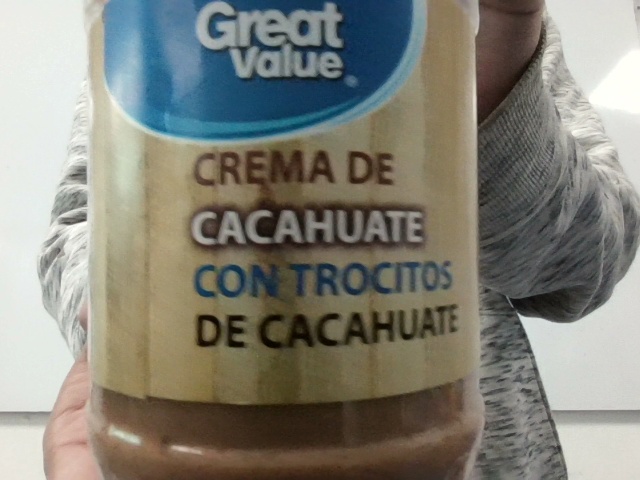 Great
Value
CREMA DE
CACAHUATE
CON TROCITOS
DE CACAHUATE